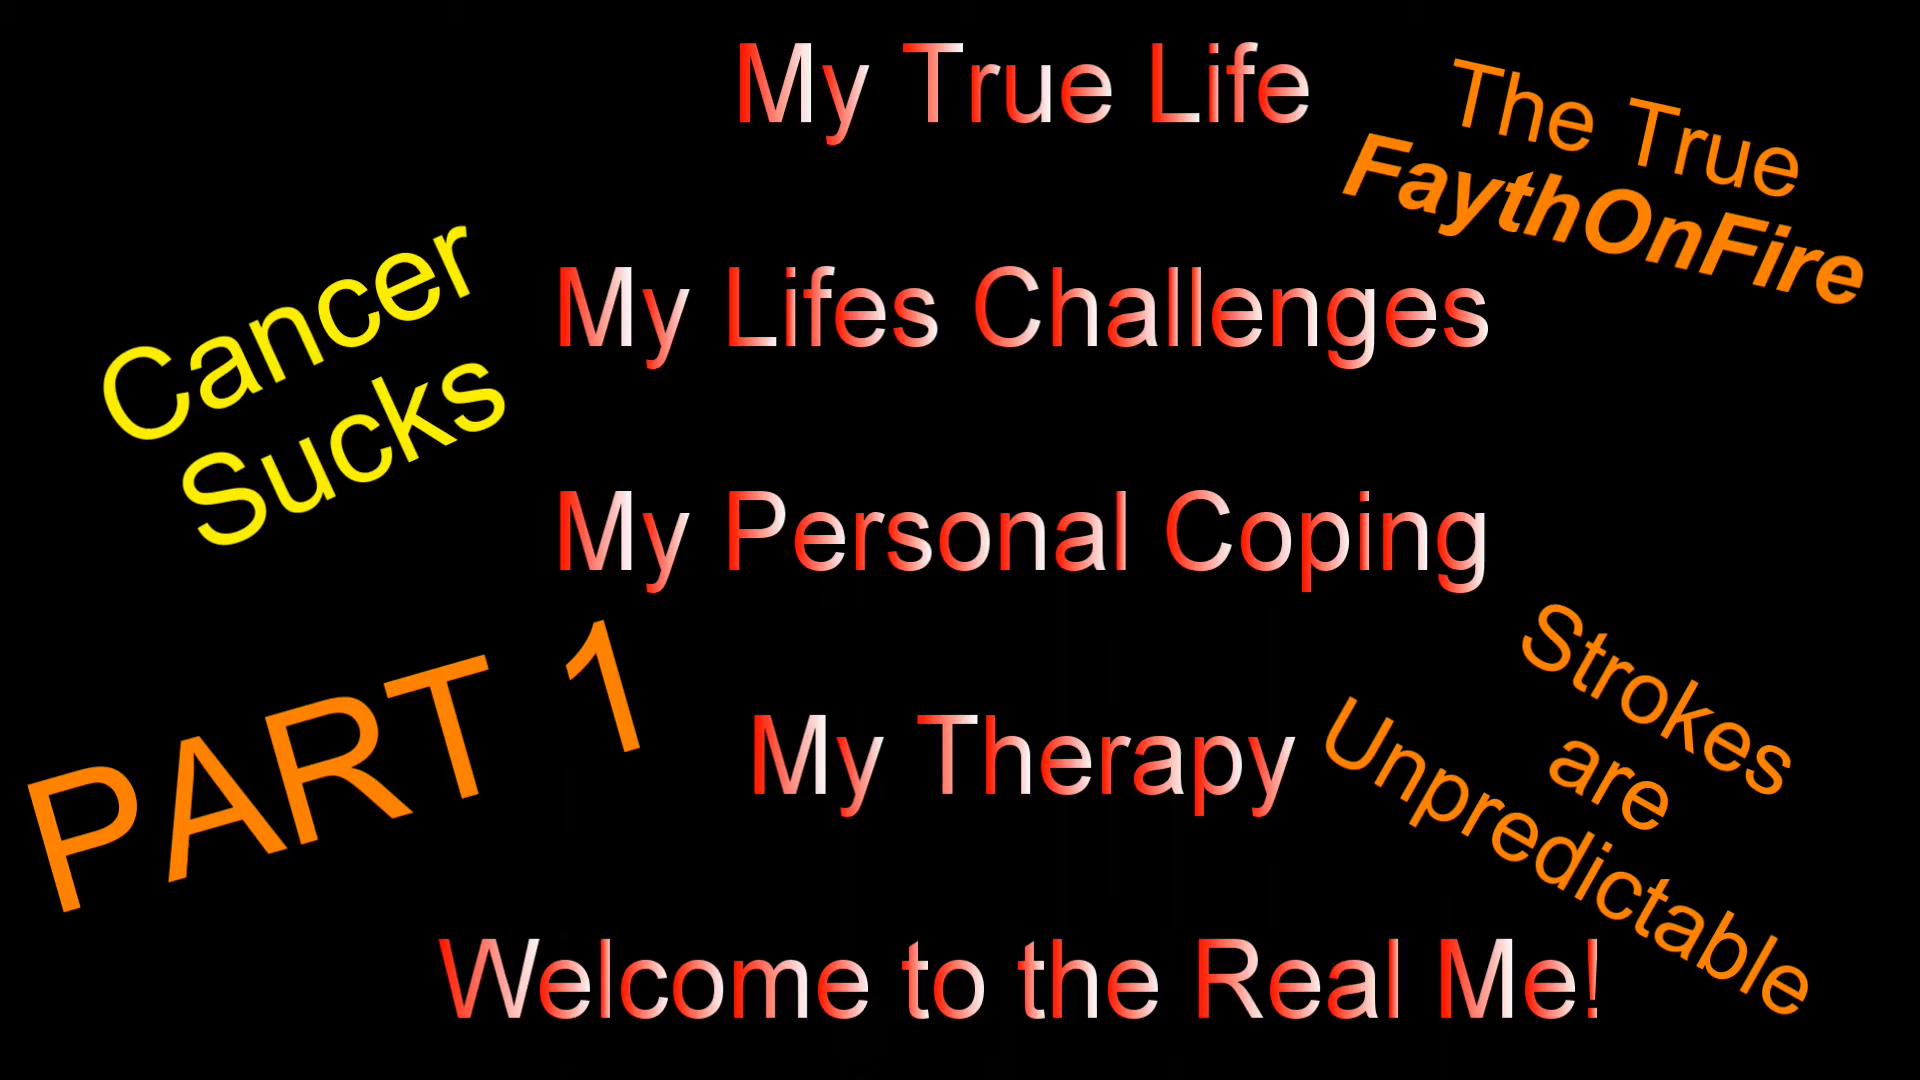 My True Life
The True
FaythOnFire
Cancer
Sucks
My Lifes Challenges
My Personal Coping
PART 1
My Therapy
Strokes
are
Unpredictable
Welcome to the Real Me!